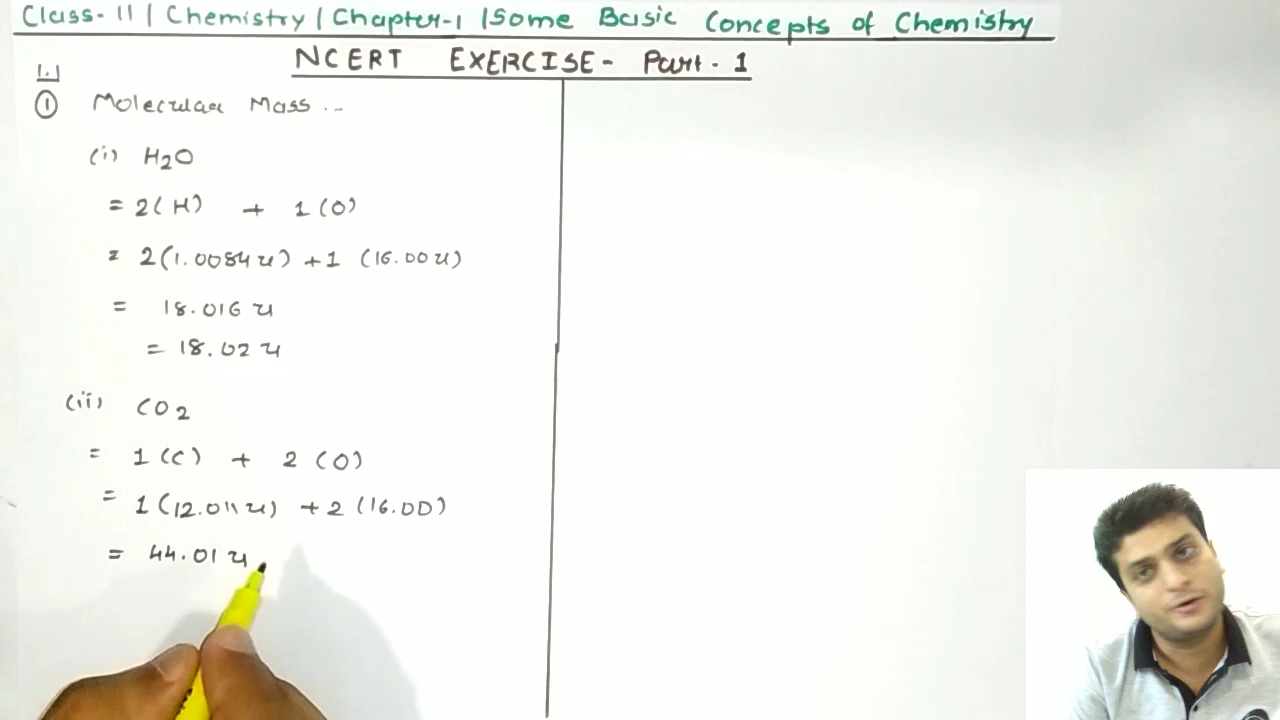 Class-11 | Chemistry | Chapter-1 | Some Basic Concepts of Chemistry
NCERT EXERCISE- Part-1
1.1
① Molecular Mass...
(i) H₂O
= 2(H) + 1(O)
= 2(1.0084u) + 1 (16.00u)
= 18.016 u
= 18.02 u
(ii) CO₂
= 1(C) + 2(O)
= 1(12.011u) + 2(16.00)
= 44.01 u